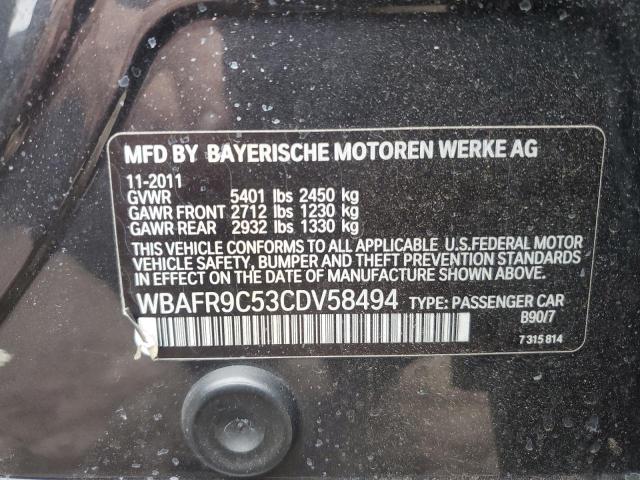 MFD BY BAYERISCHE MOTOREN WERKE AG
11-2011
GVWR 5401 lbs 2450 kg
GAWR FRONT 2712 lbs 1230 kg
GAWR REAR 2932 lbs 1330 kg
THIS VEHICLE CONFORMS TO ALL APPLICABLE U.S.FEDERAL MOTOR
VEHICLE SAFETY, BUMPER AND THEFT PREVENTION STANDARDS
IN EFFECT ON THE DATE OF MANUFACTURE SHOWN ABOVE.
WBAFR9C53CDV58494 TYPE: PASSENGER CAR
B90/7
7 315 814